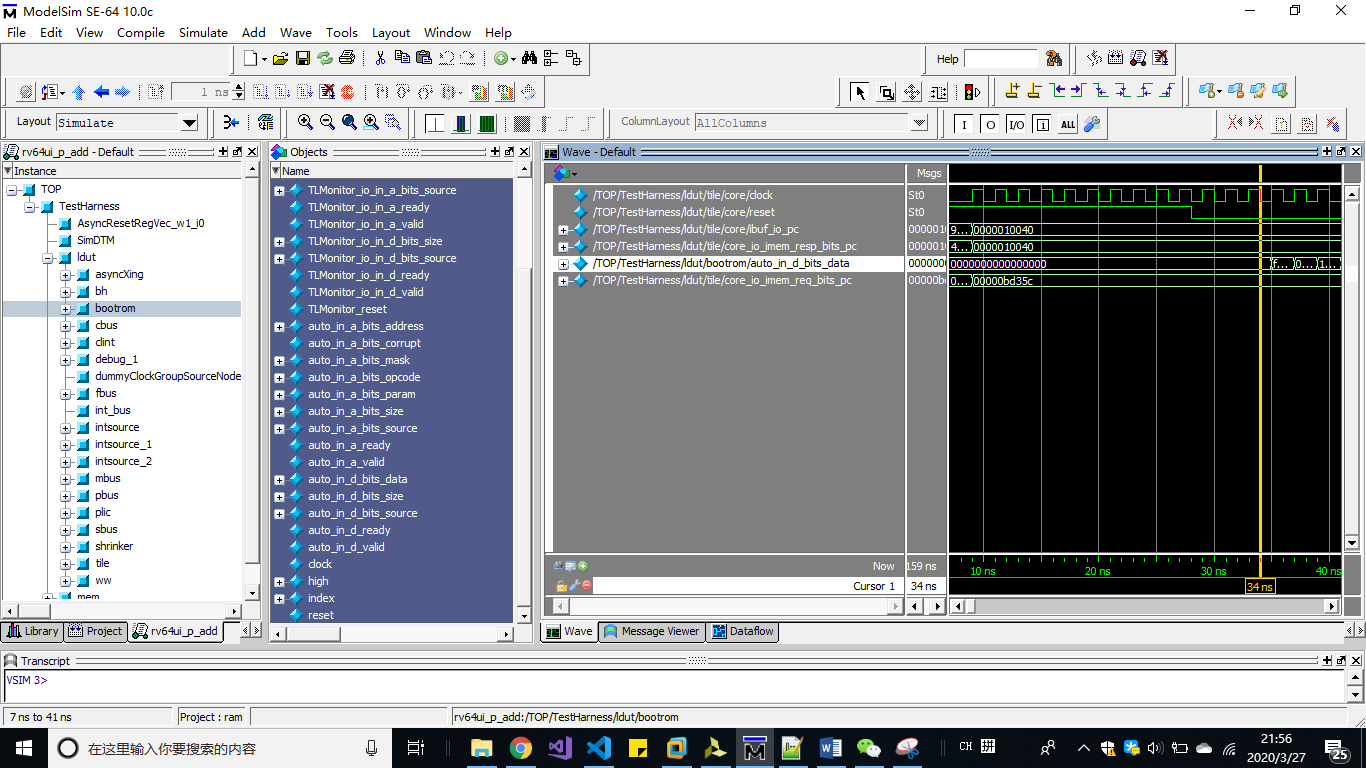 ModelSim SE-64 10.0c
File Edit View Compile Simulate Add Wave Tools Layout Window Help
Help
1 ns
Layout Simulate
ColumnLayout AllColumns
I O I/O i ALL
rv64ui_p_add - Default
Instance
TOP
TestHarness
AsyncResetRegVec_w1_i0
SimDTM
ldut
asyncXing
bh
bootrom
cbus
clint
debug_1
dummyClockGroupSourceNode
fbus
int_bus
intsource
intsource_1
intsource_2
mbus
pbus
plic
sbus
shrinker
tile
ww
mem
Library Project rv64ui_p_add
Objects
Name
TLMonitor_io_in_a_bits_source
TLMonitor_io_in_a_ready
TLMonitor_io_in_a_valid
TLMonitor_io_in_d_bits_size
TLMonitor_io_in_d_bits_source
TLMonitor_io_in_d_ready
TLMonitor_io_in_d_valid
TLMonitor_reset
auto_in_a_bits_address
auto_in_a_bits_corrupt
auto_in_a_bits_mask
auto_in_a_bits_opcode
auto_in_a_bits_param
auto_in_a_bits_size
auto_in_a_bits_source
auto_in_a_ready
auto_in_a_valid
auto_in_d_bits_data
auto_in_d_bits_size
auto_in_d_bits_source
auto_in_d_ready
auto_in_d_valid
clock
high
index
reset
Wave - Default
Msgs
/TOP/TestHarness/ldut/tile/core/clock St0
/TOP/TestHarness/ldut/tile/core/reset St0
/TOP/TestHarness/ldut/tile/core/ibuf_io_pc 0000010 9... 0000010040
/TOP/TestHarness/ldut/tile/core_io_imem_resp_bits_pc 0000010 4... 0000010040
/TOP/TestHarness/ldut/bootrom/auto_in_d_bits_data 0000000 0000000000000000 f... 0... 1...
/TOP/TestHarness/ldut/tile/core_io_imem_req_bits_pc 00000bd 0... 00000bd35c
Now 159 ns 10 ns 20 ns 30 ns 40 ns
Cursor 1 34 ns 34 ns
Wave Message Viewer Dataflow
Transcript
VSIM 3>
7 ns to 41 ns Project : ram rv64ui_p_add:/TOP/TestHarness/ldut/bootrom
在这里输入你要搜索的内容
CH 拼
21:56
2020/3/27
25